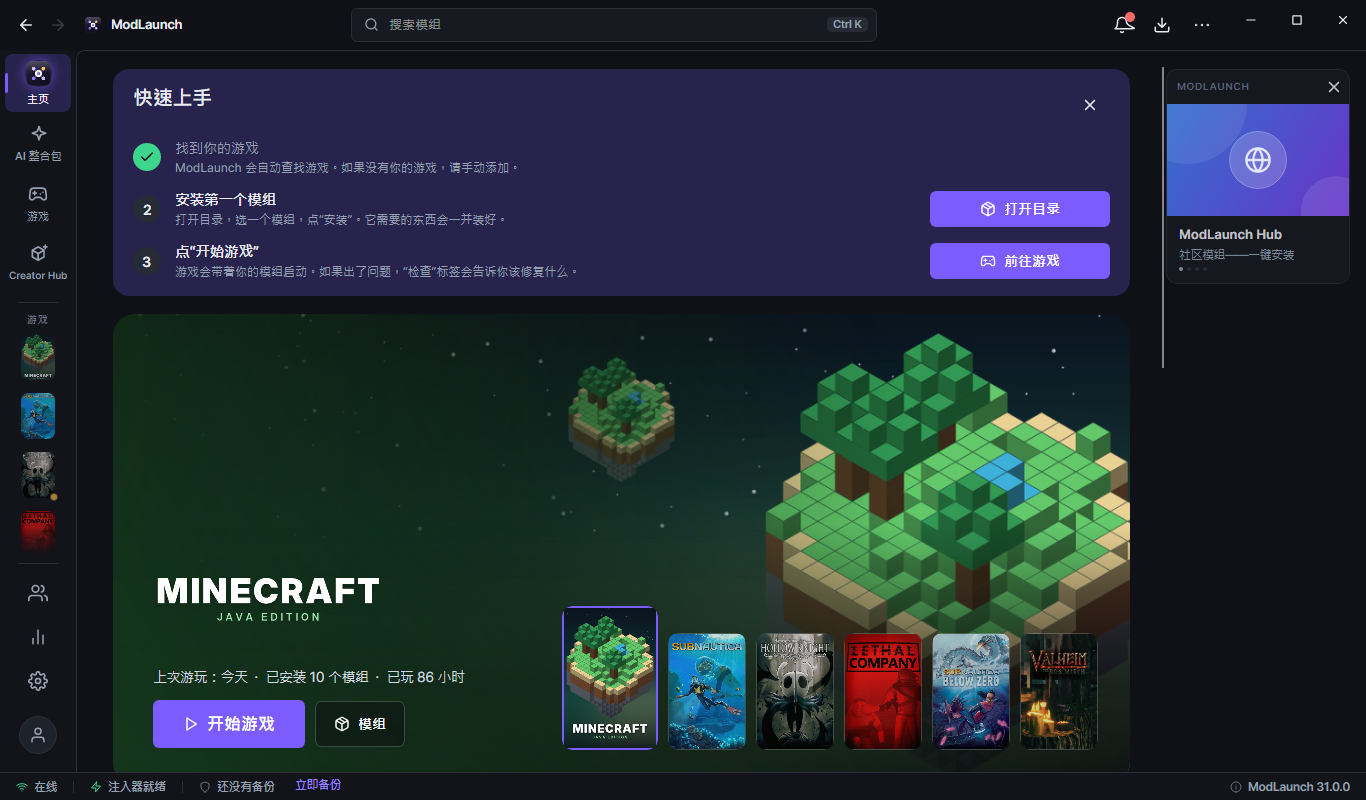 ModLaunch
搜索模组
Ctrl K
主页
AI 整合包
游戏
Creator Hub
游戏
MINECRAFT
LETHAL COMPANY
快速上手
找到你的游戏
ModLaunch 会自动查找游戏。如果没有你的游戏，请手动添加。
2
安装第一个模组
打开目录，选一个模组，点“安装”。它需要的东西会一并装好。
打开目录
3
点“开始游戏”
游戏会带着你的模组启动。如果出了问题，“检查”标签会告诉你该修复什么。
前往游戏
MODLAUNCH
ModLaunch Hub
社区模组——一键安装
MINECRAFT
JAVA EDITION
上次游玩：今天 · 已安装 10 个模组 · 已玩 86 小时
开始游戏
模组
MINECRAFT
JAVA EDITION
SUBNAUTICA
HOLLOW KNIGHT
LETHAL
COMPANY
SUBNAUTICA
BELOW ZERO
VALHEIM
在线
注入器就绪
还没有备份
立即备份
ModLaunch 31.0.0